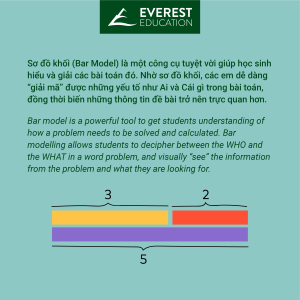 EVEREST
EDUCATION
Sơ đồ khối (Bar Model) là một công cụ tuyệt vời giúp học sinh
hiểu và giải các bài toán đó. Nhờ sơ đồ khối, các em dễ dàng
“giải mã” được những yếu tố như Ai và Cái gì trong bài toán,
đồng thời biến những thông tin đề bài trở nên trực quan hơn.
Bar model is a powerful tool to get students understanding of
how a problem needs to be solved and calculated. Bar
modelling allows students to decipher between the WHO and
the WHAT in a word problem, and visually “see” the information
from the problem and what they are looking for.
3 2
5